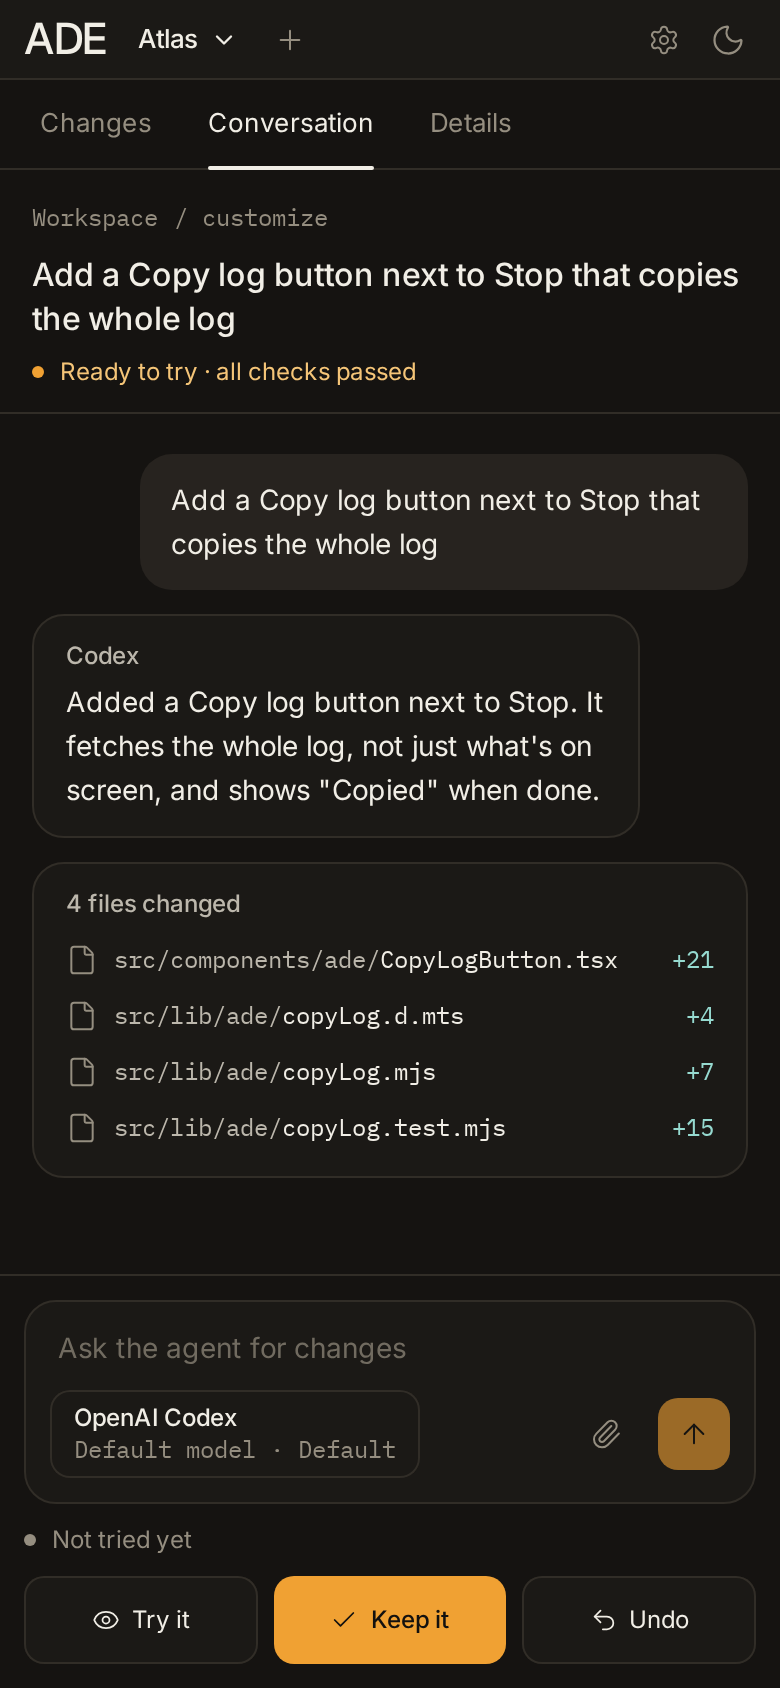 ADE Atlas
Changes Conversation Details
Workspace / customize
Add a Copy log button next to Stop that copies
the whole log
Ready to try · all checks passed
Add a Copy log button next to Stop that
copies the whole log
Codex
Added a Copy log button next to Stop. It
fetches the whole log, not just what's on
screen, and shows "Copied" when done.
4 files changed
src/components/ade/CopyLogButton.tsx +21
src/lib/ade/copyLog.d.mts +4
src/lib/ade/copyLog.mjs +7
src/lib/ade/copyLog.test.mjs +15
Ask the agent for changes
OpenAI Codex
Default model · Default
Not tried yet
Try it Keep it Undo